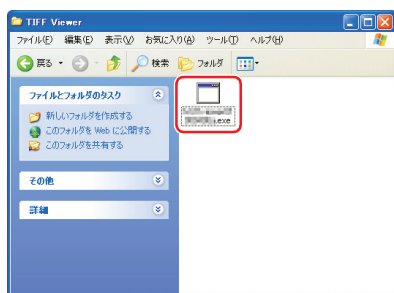 TIFF Viewer
ファイル(F) 編集(E) 表示(V) お気に入り(A) ツール(T) ヘルプ(H)
戻る 検索 フォルダ
ファイルとフォルダのタスク
新しいフォルダを作成する
このフォルダを Web に公開する
このフォルダを共有する
その他
詳細
.exe